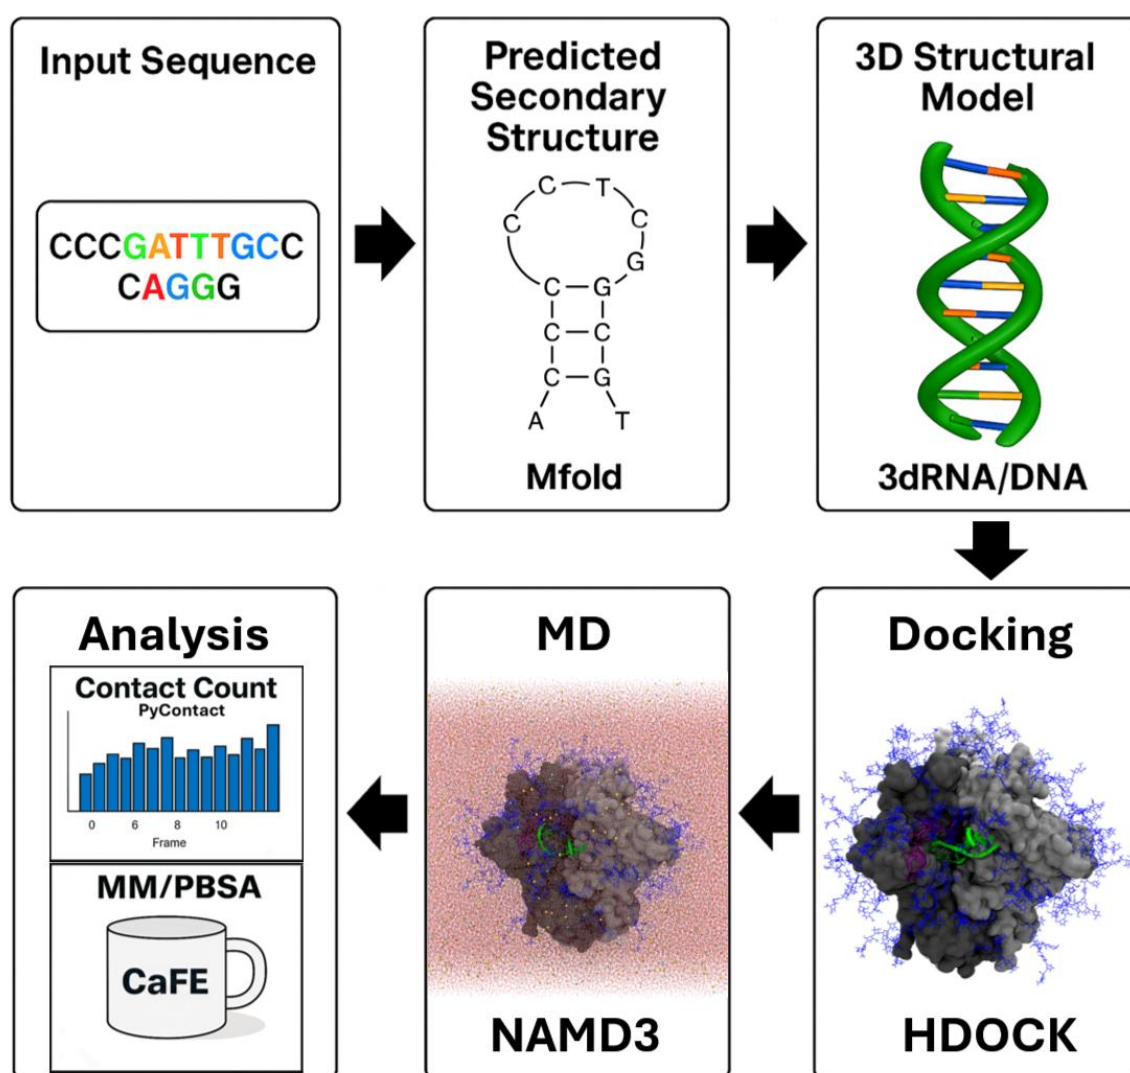 Input Sequence
CCCGATTTGCC
CAGGG
Predicted
Secondary
Structure
C
C
T
C
G
C
G
C
C
C
G
A
T
Mfold
3D Structural
Model
3dRNA/DNA
Analysis
Contact Count
PyContact
0 6 8 10
Frame
MM/PBSA
CaFE
MD
NAMD3
Docking
HDOCK